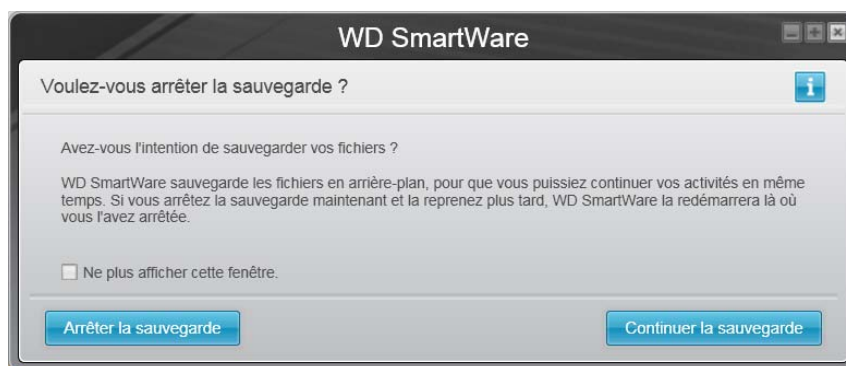 WD SmartWare
Voulez-vous arrêter la sauvegarde ?
i
Avez-vous l'intention de sauvegarder vos fichiers ?
WD SmartWare sauvegarde les fichiers en arrière-plan, pour que vous puissiez continuer vos activités en même
temps. Si vous arrêtez la sauvegarde maintenant et la reprenez plus tard, WD SmartWare la redémarrera là où
vous l'avez arrêtée.
Ne plus afficher cette fenêtre.
Arrêter la sauvegarde
Continuer la sauvegarde